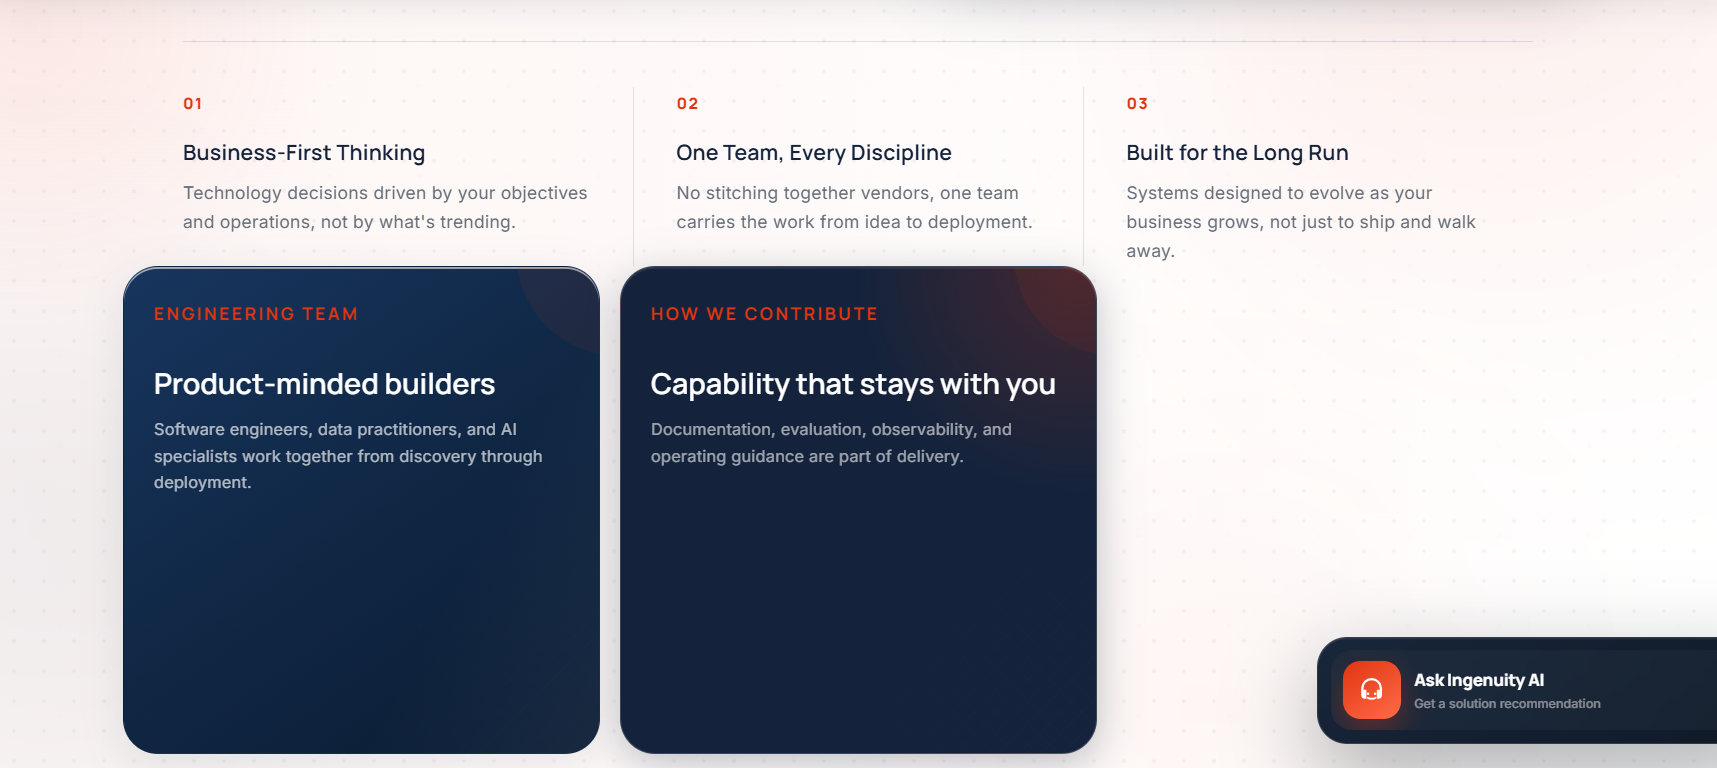 01
Business-First Thinking
Technology decisions driven by your objectives
and operations, not by what's trending.
02
One Team, Every Discipline
No stitching together vendors, one team
carries the work from idea to deployment.
03
Built for the Long Run
Systems designed to evolve as your
business grows, not just to ship and walk
away.
ENGINEERING TEAM
Product-minded builders
Software engineers, data practitioners, and AI
specialists work together from discovery through
deployment.
HOW WE CONTRIBUTE
Capability that stays with you
Documentation, evaluation, observability, and
operating guidance are part of delivery.
Ask Ingenuity AI
Get a solution recommendation